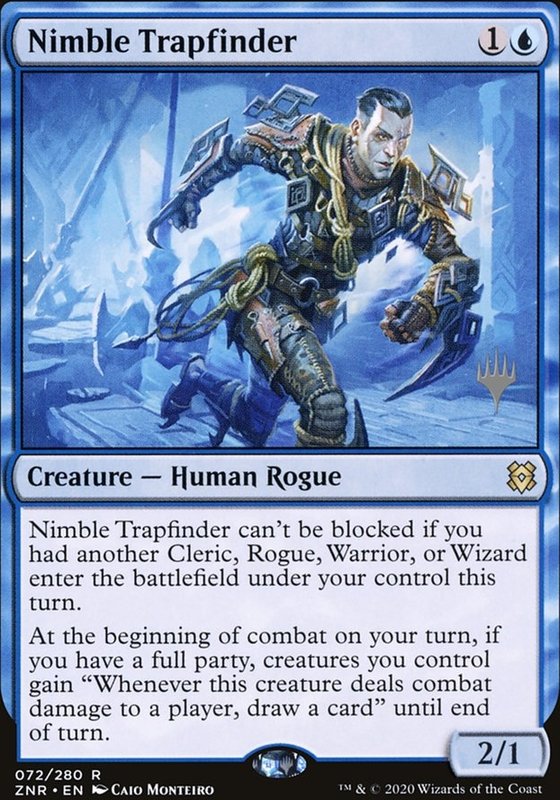 Nimble Trapfinder 1
Creature — Human Rogue
Nimble Trapfinder can't be blocked if you
had another Cleric, Rogue, Warrior, or Wizard
enter the battlefield under your control this
turn.
At the beginning of combat on your turn, if
you have a full party, creatures you control
gain “Whenever this creature deals combat
damage to a player, draw a card” until end
of turn.
2/1
072/280 R
ZNR • EN Caio Monteiro
™ & © 2020 Wizards of the Coast